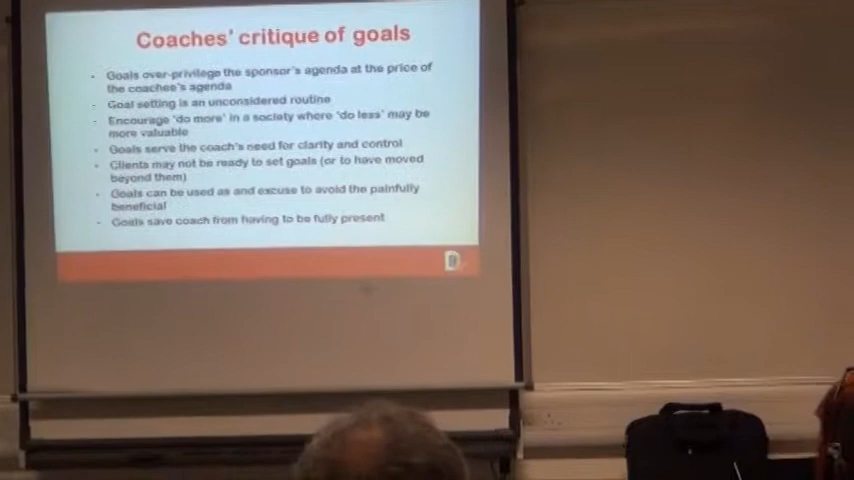 Coaches' critique of goals
- Goals over-privilege the sponsor's agenda at the price of
the coachee's agenda
- Goal setting is an unconsidered routine
- Encourage 'do more' in a society where 'do less' may be
more valuable
- Goals serve the coach's need for clarity and control
- Clients may not be ready to set goals (or to have moved
beyond them)
- Goals can be used as and excuse to avoid the painfully
beneficial
- Goals save coach from having to be fully present
D